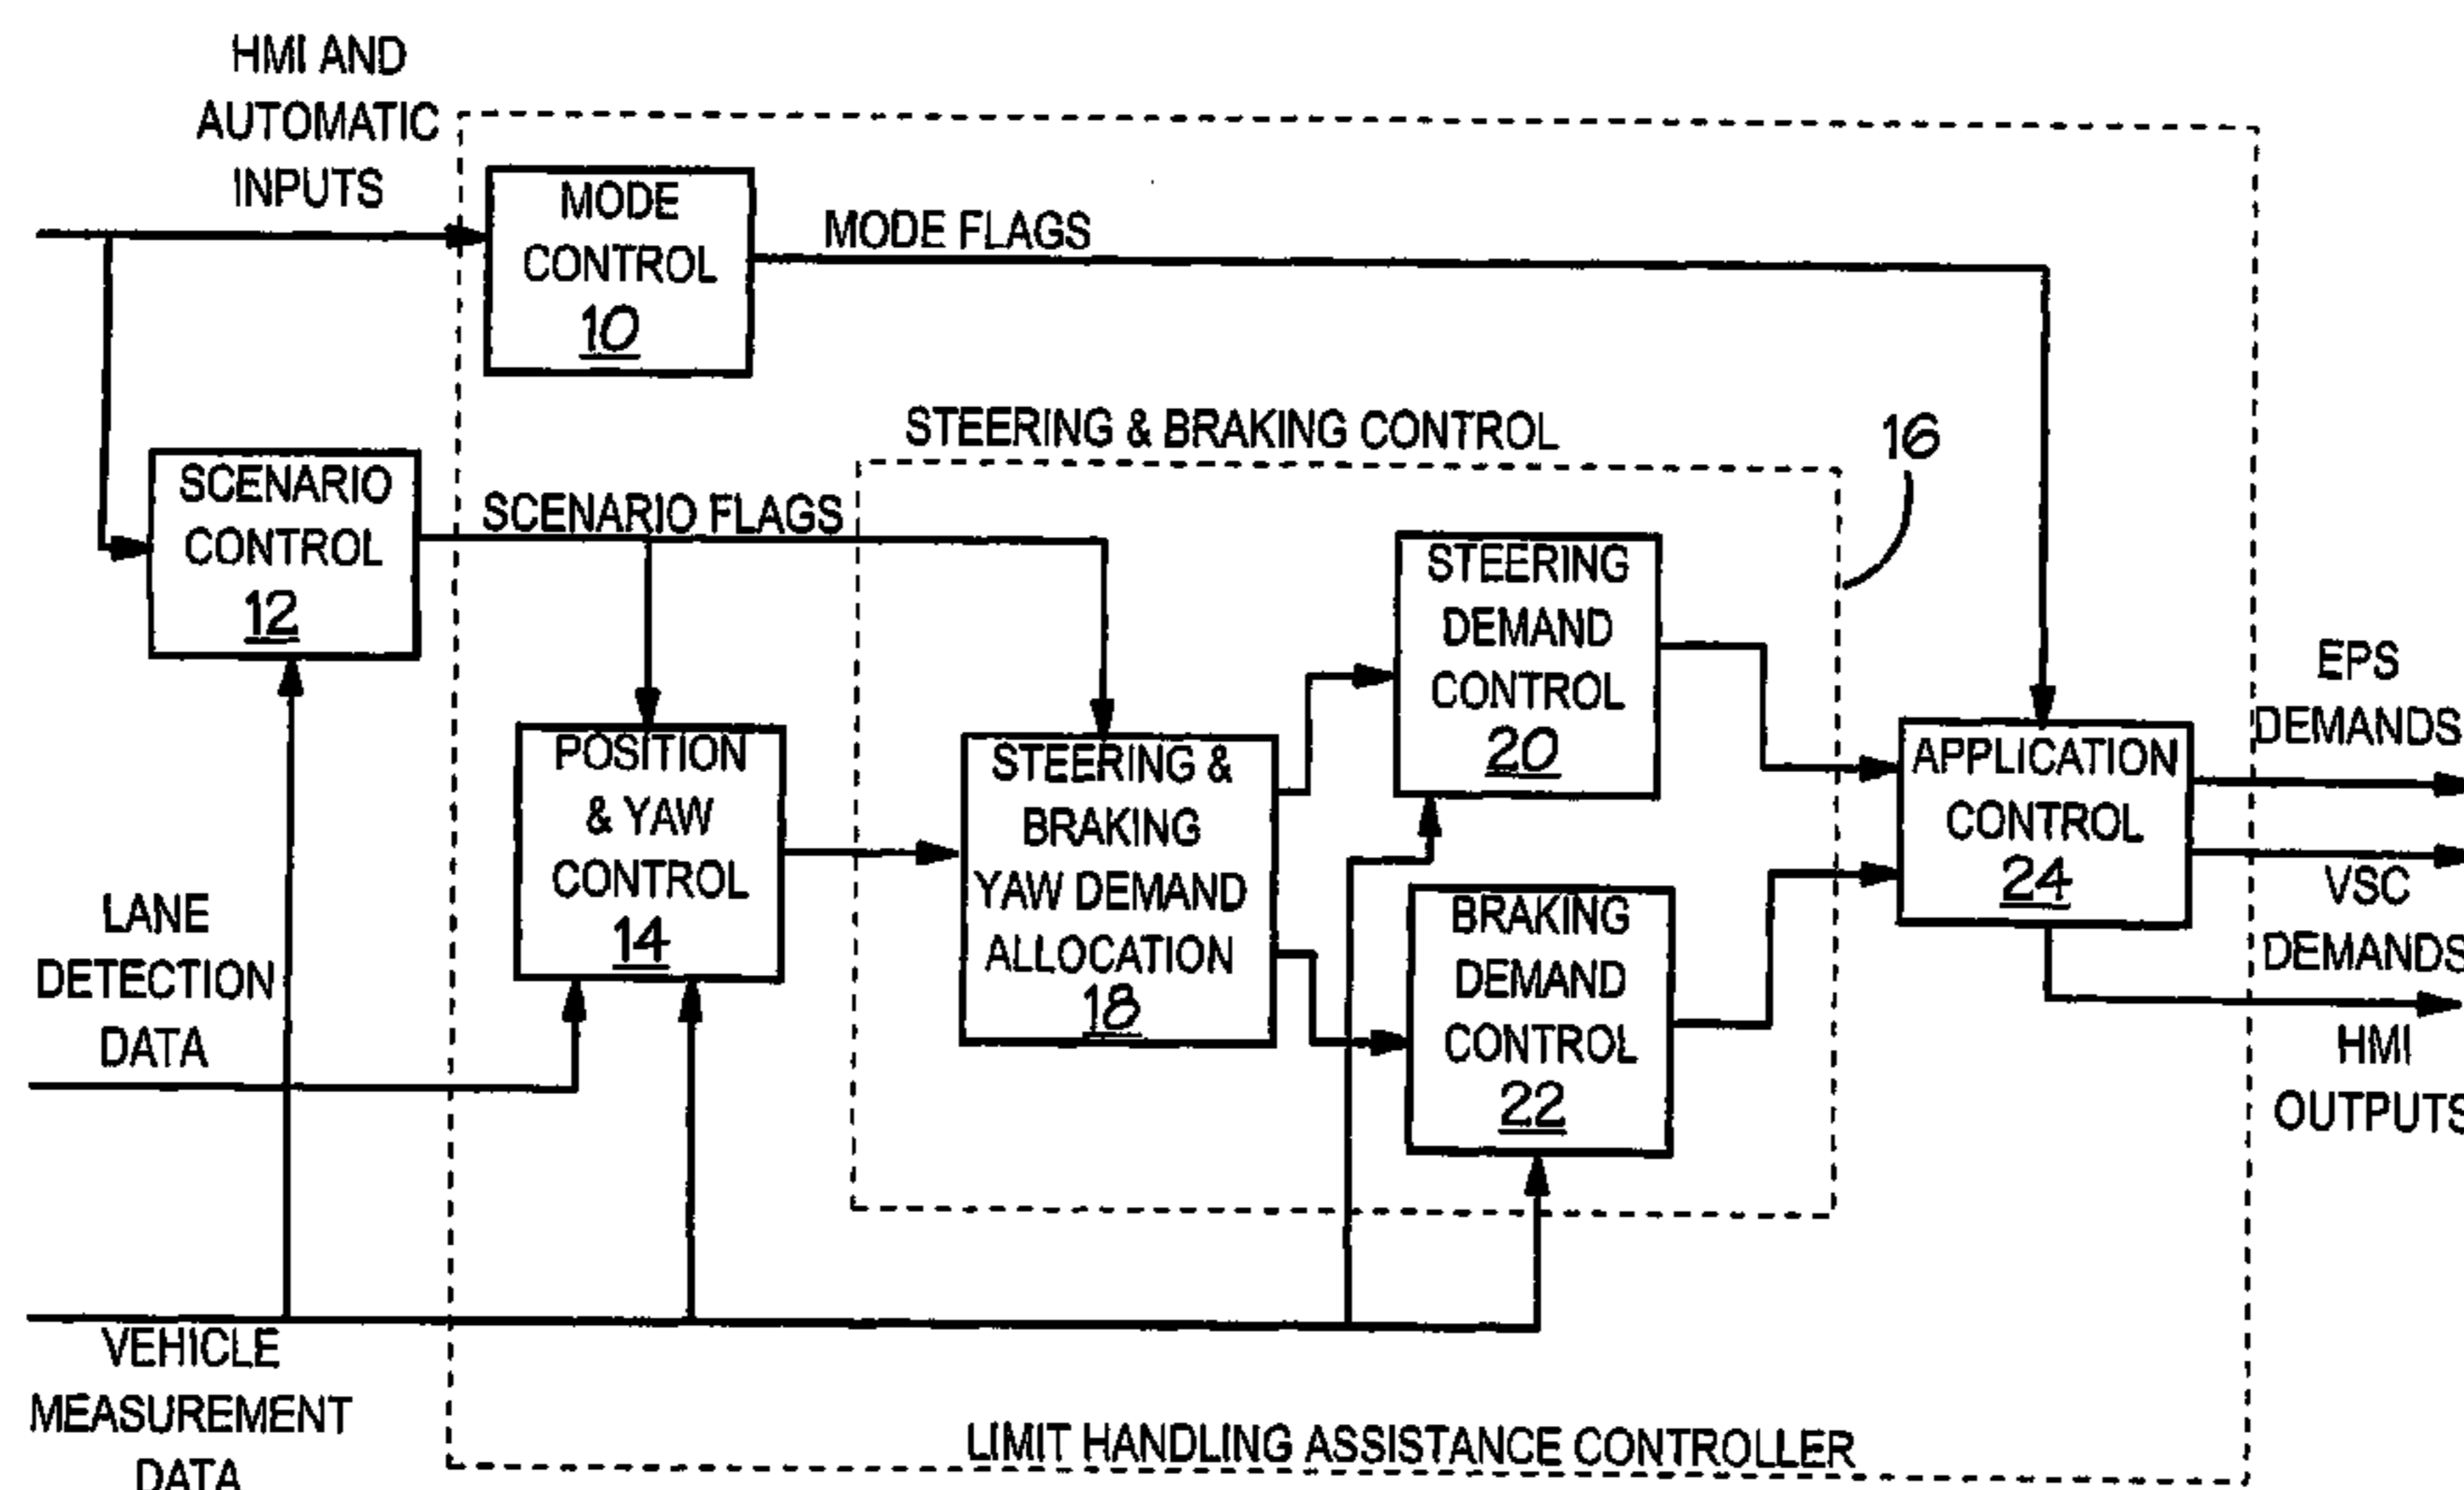 HMI AND
AUTOMATIC
INPUTS
MODE
CONTROL
10
MODE FLAGS
STEERING & BRAKING CONTROL
16
SCENARIO
CONTROL
12
SCENARIO FLAGS
STEERING
DEMAND
CONTROL
20
POSITION
& YAW
CONTROL
14
STEERING &
BRAKING
YAW DEMAND
ALLOCATION
18
BRAKING
DEMAND
CONTROL
22
APPLICATION
CONTROL
24
EPS
DEMANDS
VSC
DEMANDS
HMI
OUTPUTS
LANE
DETECTION
DATA
VEHICLE
MEASUREMENT
DATA
LIMIT HANDLING ASSISTANCE CONTROLLER